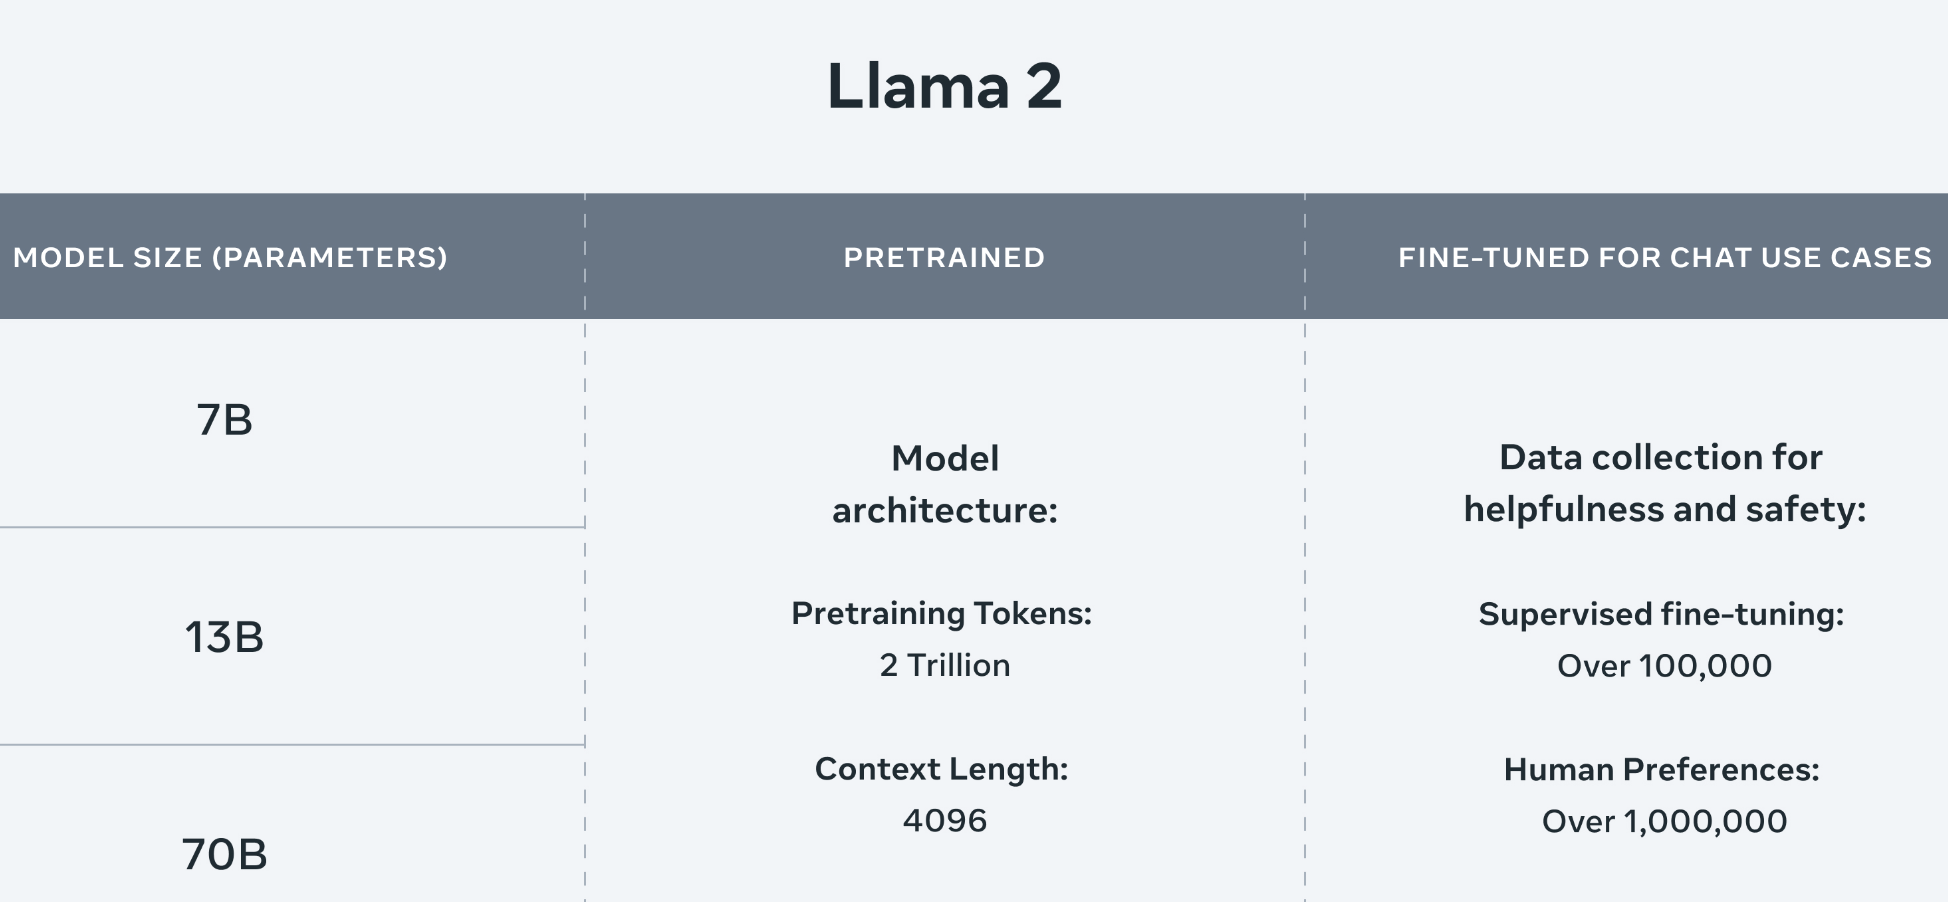 Llama 2
MODEL SIZE (PARAMETERS)
PRETRAINED
FINE-TUNED FOR CHAT USE CASES
7B
13B
70B
Model
architecture:
Pretraining Tokens:
2 Trillion
Context Length:
4096
Data collection for
helpfulness and safety:
Supervised fine-tuning:
Over 100,000
Human Preferences:
Over 1,000,000